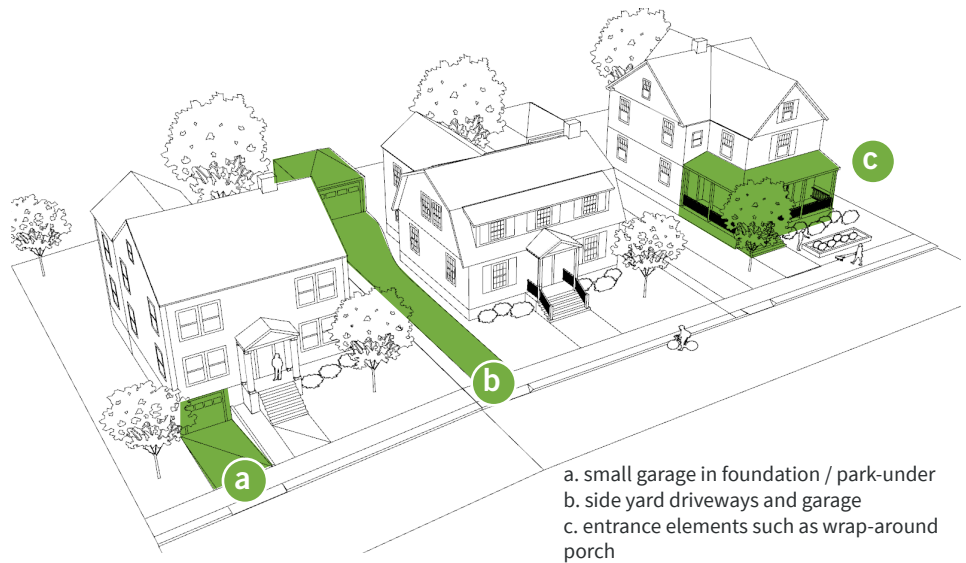 c
b
a
a. small garage in foundation / park-under
b. side yard driveways and garage
c. entrance elements such as wrap-around
porch